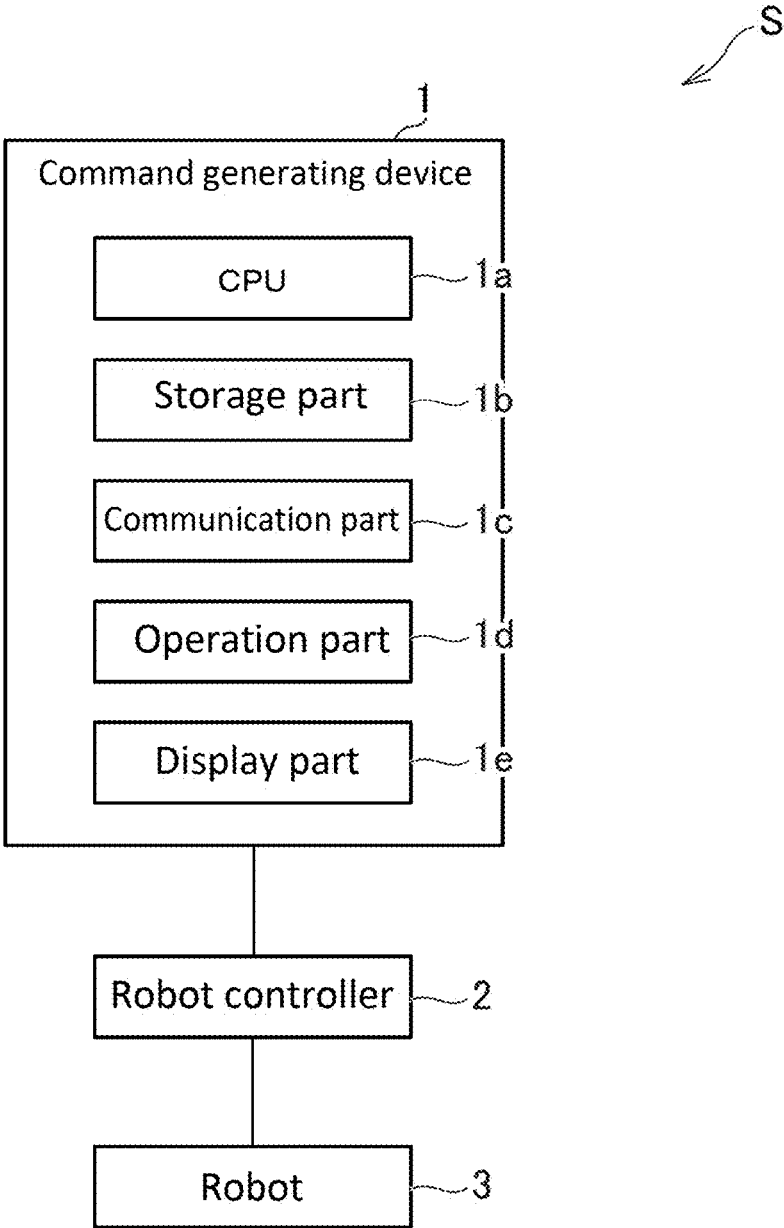 S
1
Command generating device
CPU 1a
Storage part 1b
Communication part 1c
Operation part 1d
Display part 1e
Robot controller 2
Robot 3